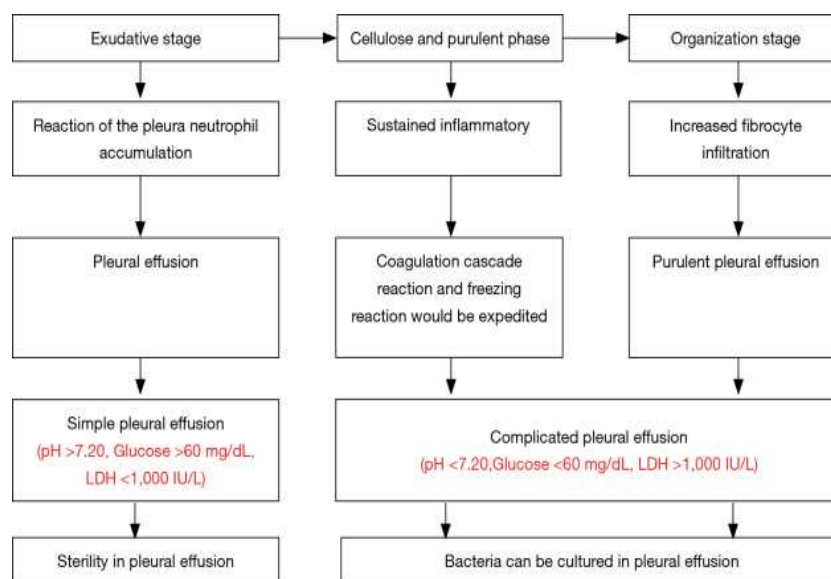 Exudative stage
Cellulose and purulent phase
Organization stage
Reaction of the pleura neutrophil
accumulation
Sustained inflammatory
Increased fibrocyte
infiltration
Pleural effusion
Coagulation cascade
reaction and freezing
reaction would be expedited
Purulent pleural effusion
Simple pleural effusion
(pH >7.20, Glucose >60 mg/dL,
LDH <1,000 IU/L)
Complicated pleural effusion
(pH <7.20,Glucose <60 mg/dL, LDH >1,000 IU/L)
Sterility in pleural effusion
Bacteria can be cultured in pleural effusion